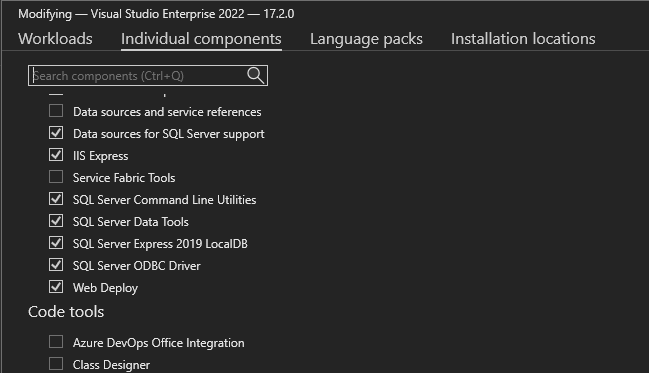 Modifying — Visual Studio Enterprise 2022 — 17.2.0
Workloads Individual components Language packs Installation locations
Search components (Ctrl+Q)
Data sources and service references
Data sources for SQL Server support
IIS Express
Service Fabric Tools
SQL Server Command Line Utilities
SQL Server Data Tools
SQL Server Express 2019 LocalDB
SQL Server ODBC Driver
Web Deploy
Code tools
Azure DevOps Office Integration
Class Designer